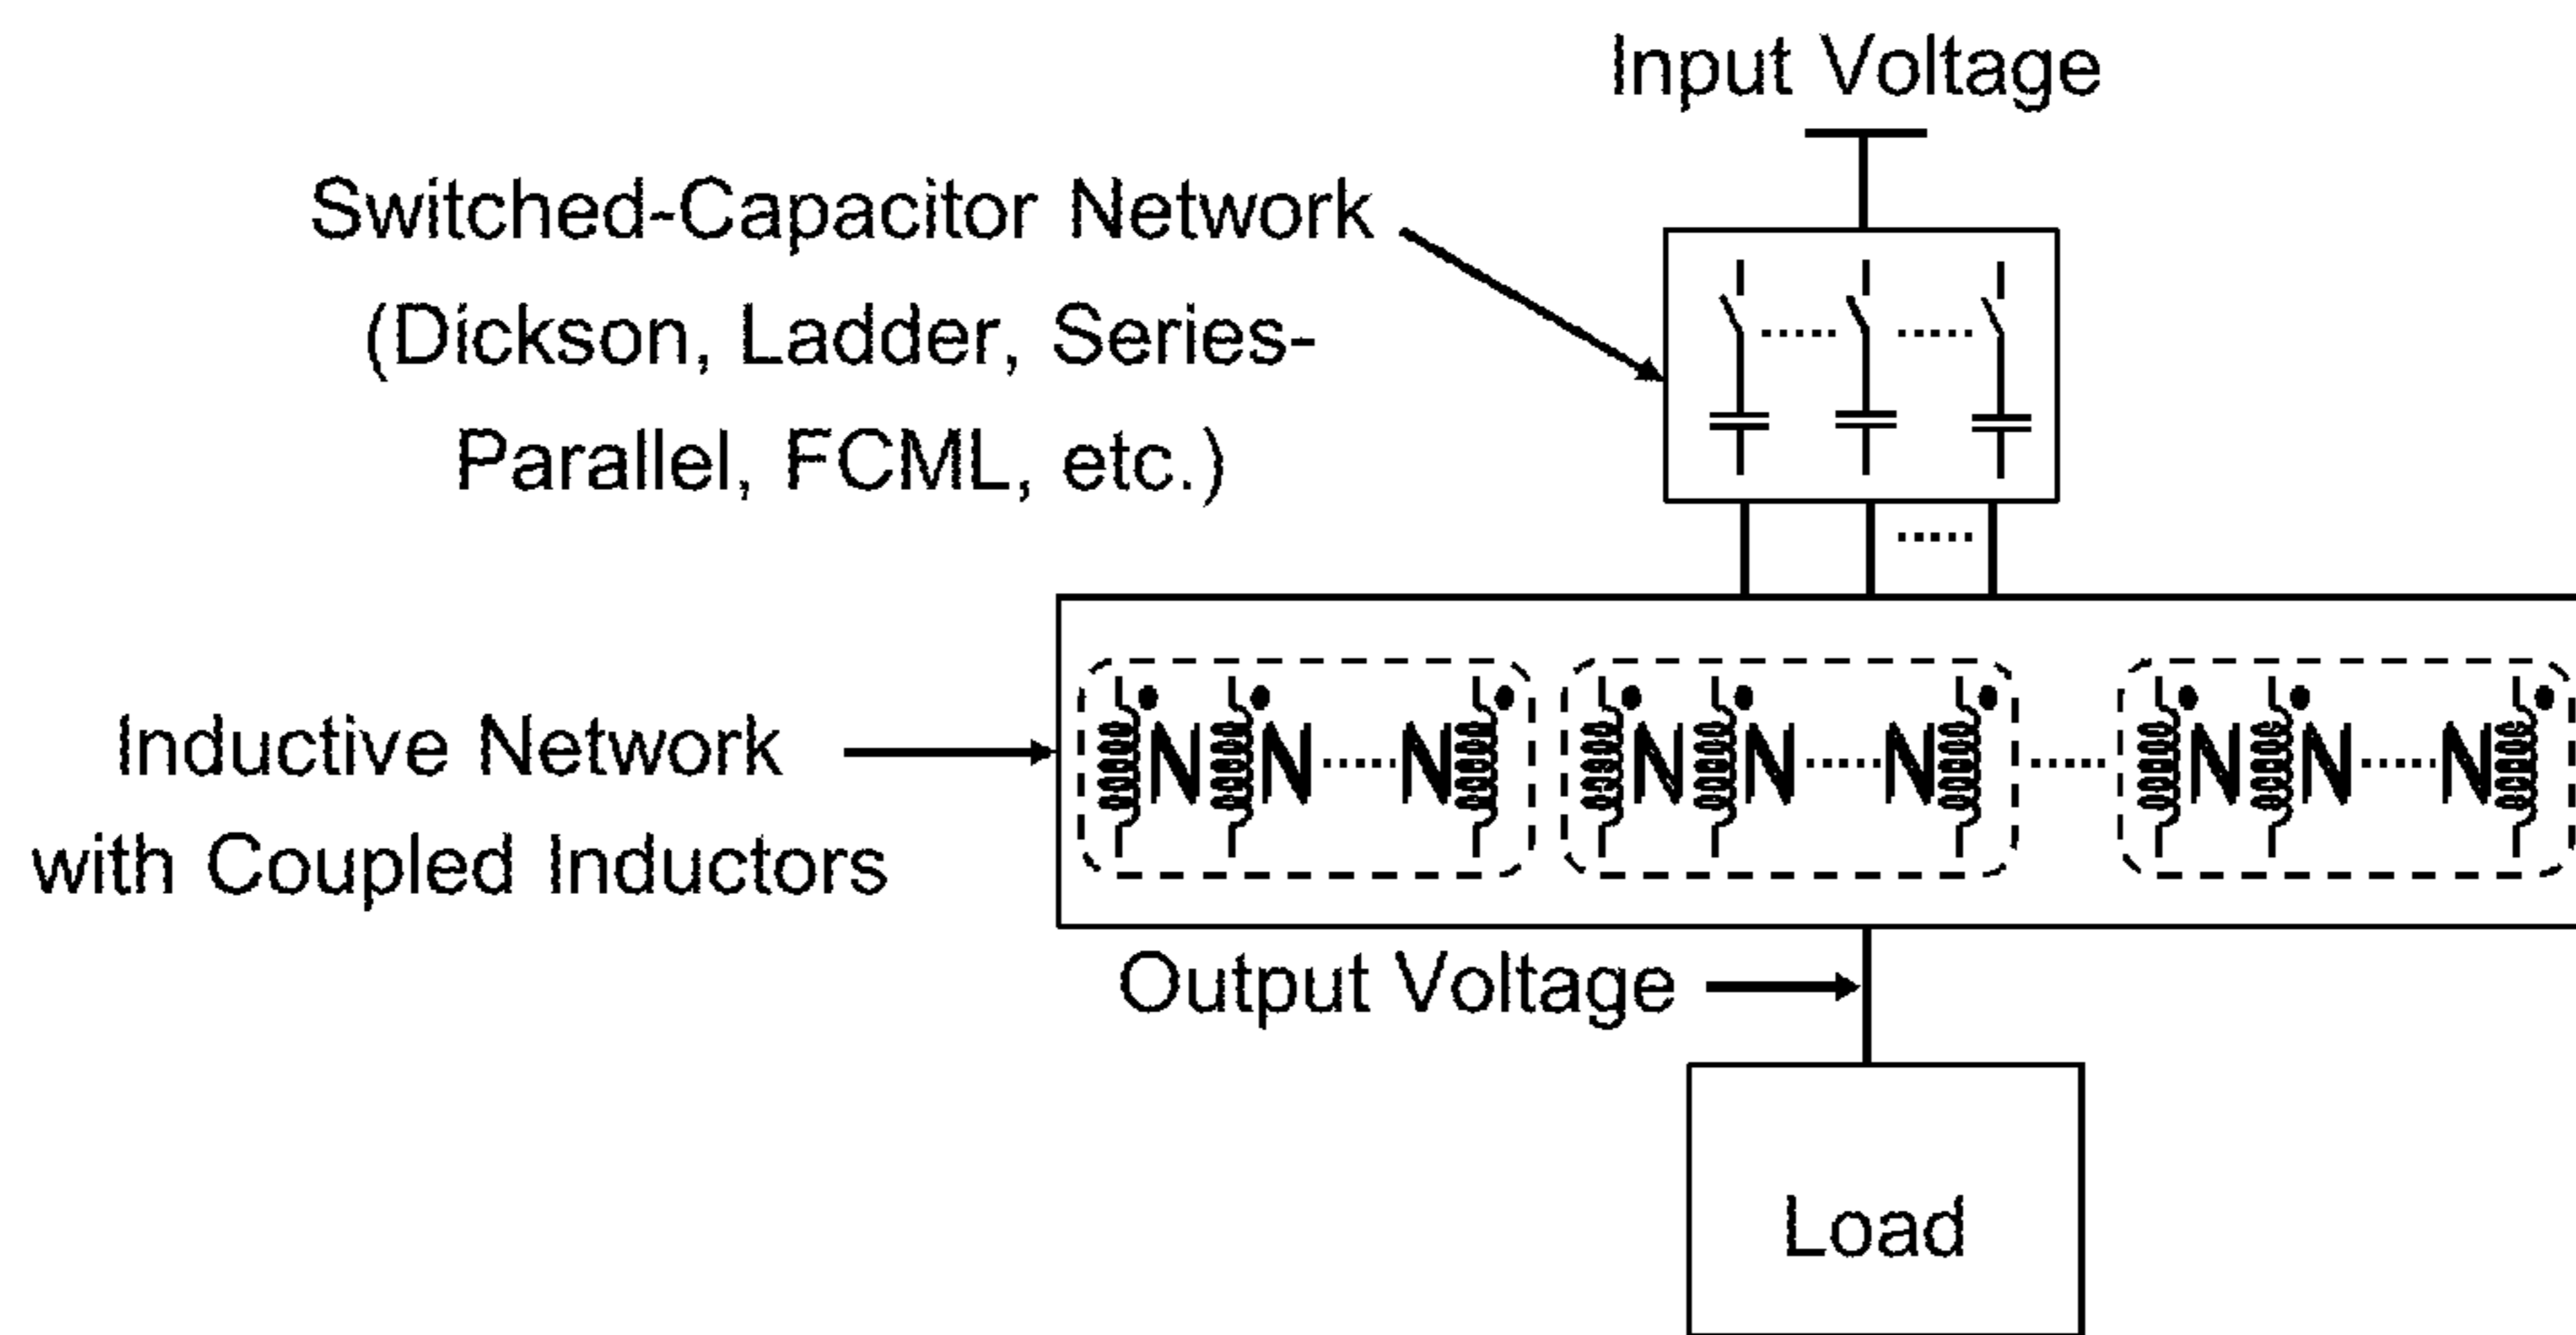 Input Voltage
Switched-Capacitor Network
(Dickson, Ladder, Series-
Parallel, FCML, etc.)
Inductive Network
with Coupled Inductors
N N N N N N N N N
Output Voltage
Load